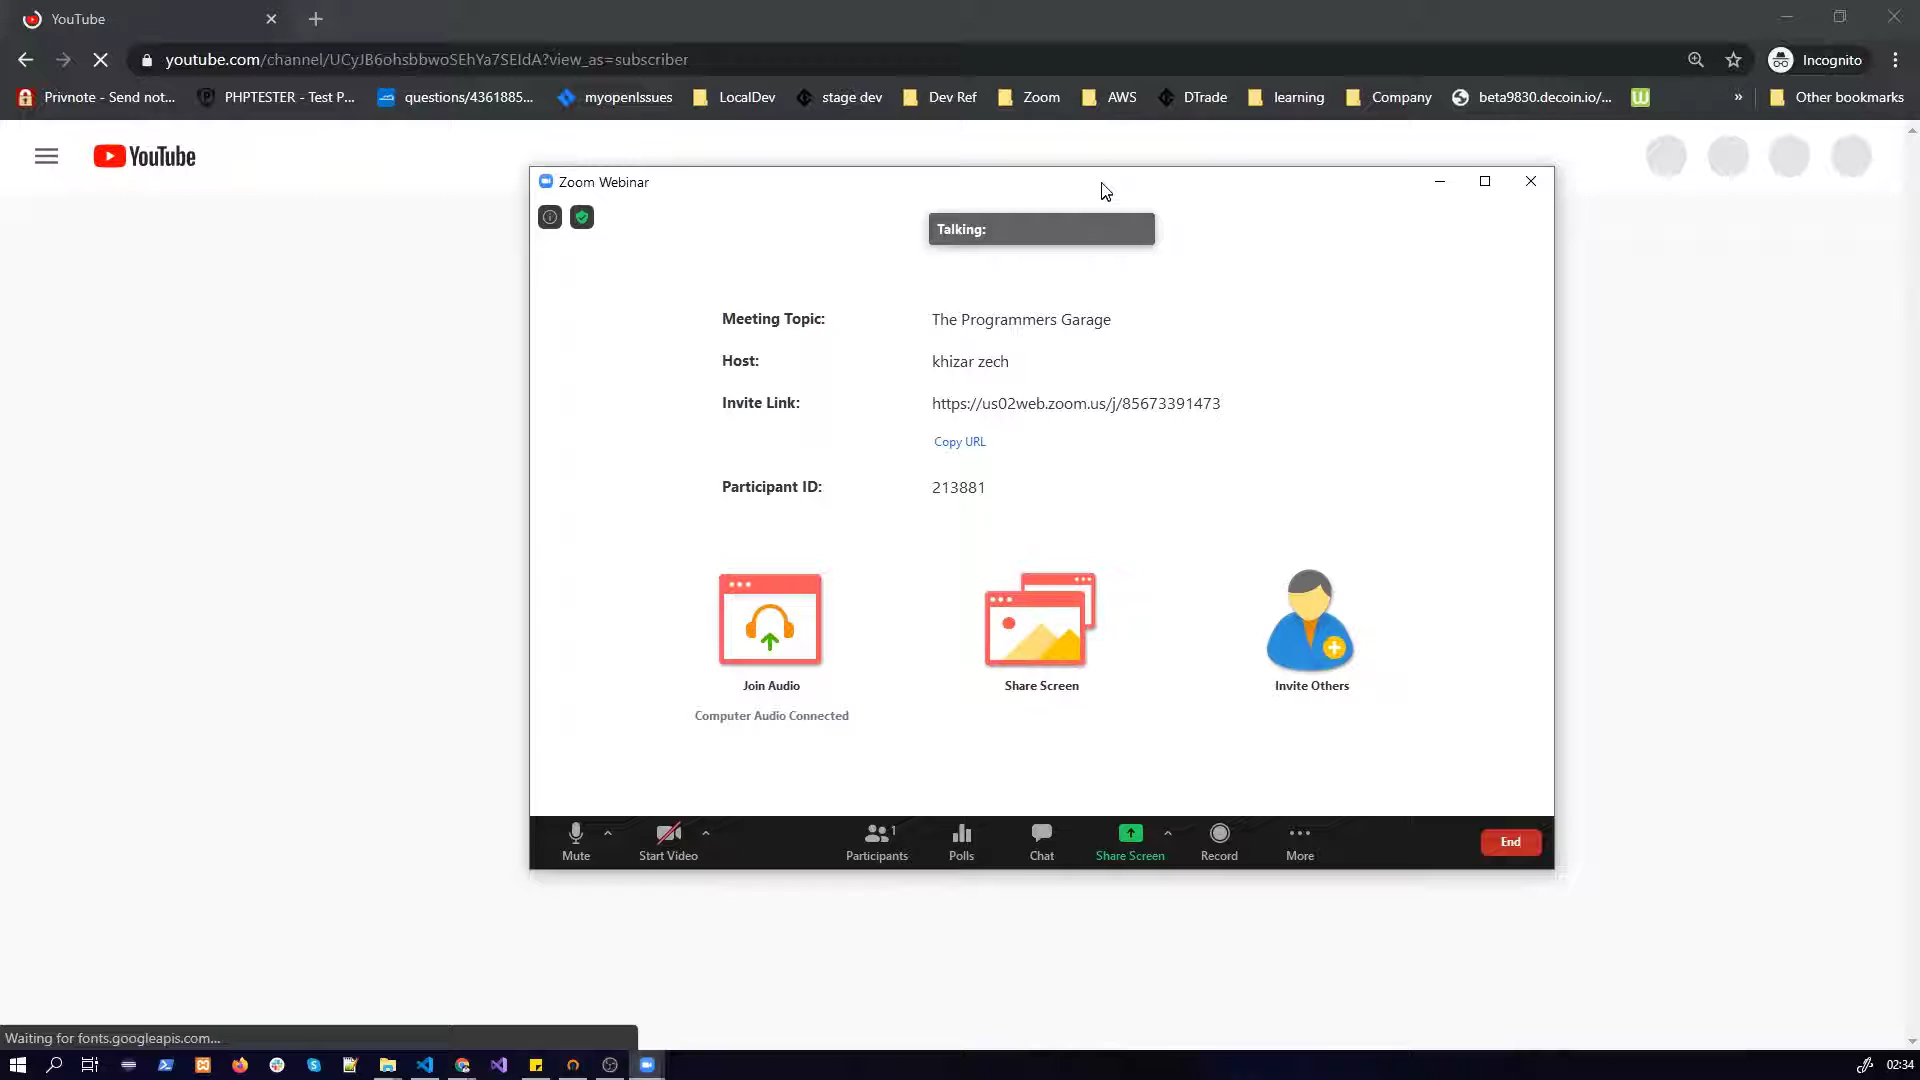 YouTube
youtube.com/channel/UCyJB6ohsbbwoSEhYa7SEIdA?view_as=subscriber
Incognito
Privnote - Send not...
PHPTESTER - Test P...
questions/4361885...
myopenIssues
LocalDev
stage dev
Dev Ref
Zoom
AWS
DTrade
learning
Company
beta9830.decoin.io/...
Other bookmarks
YouTube
Zoom Webinar
Talking:
Meeting Topic: The Programmers Garage
Host: khizar zech
Invite Link: https://us02web.zoom.us/j/85673391473
Copy URL
Participant ID: 213881
Join Audio
Share Screen
Invite Others
Computer Audio Connected
Mute
Start Video
1
Participants
Polls
Chat
Share Screen
Record
More
End
Waiting for fonts.googleapis.com...
02:34